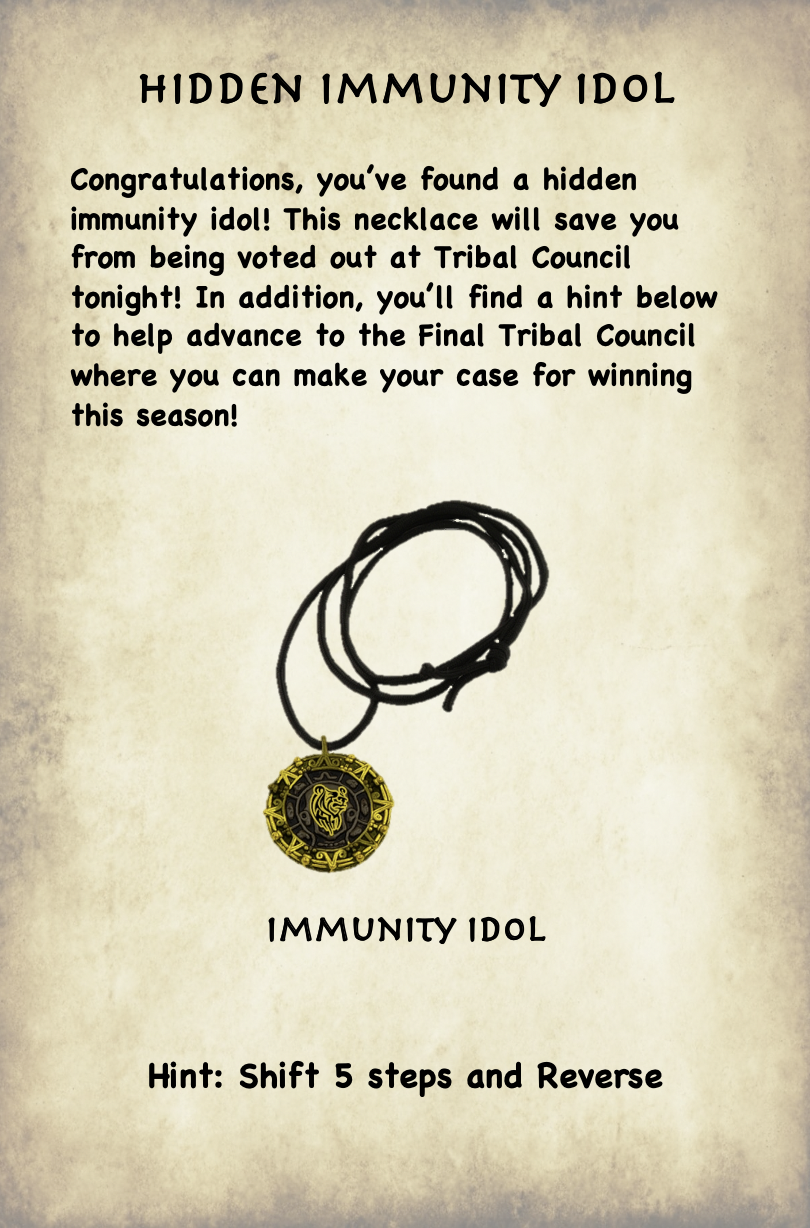 HIDDEN IMMUNITY IDOL
Congratulations, you've found a hidden
immunity idol! This necklace will save you
from being voted out at Tribal Council
tonight! In addition, you'll find a hint below
to help advance to the Final Tribal Council
where you can make your case for winning
this season!
IMMUNITY IDOL
Hint: Shift 5 steps and Reverse